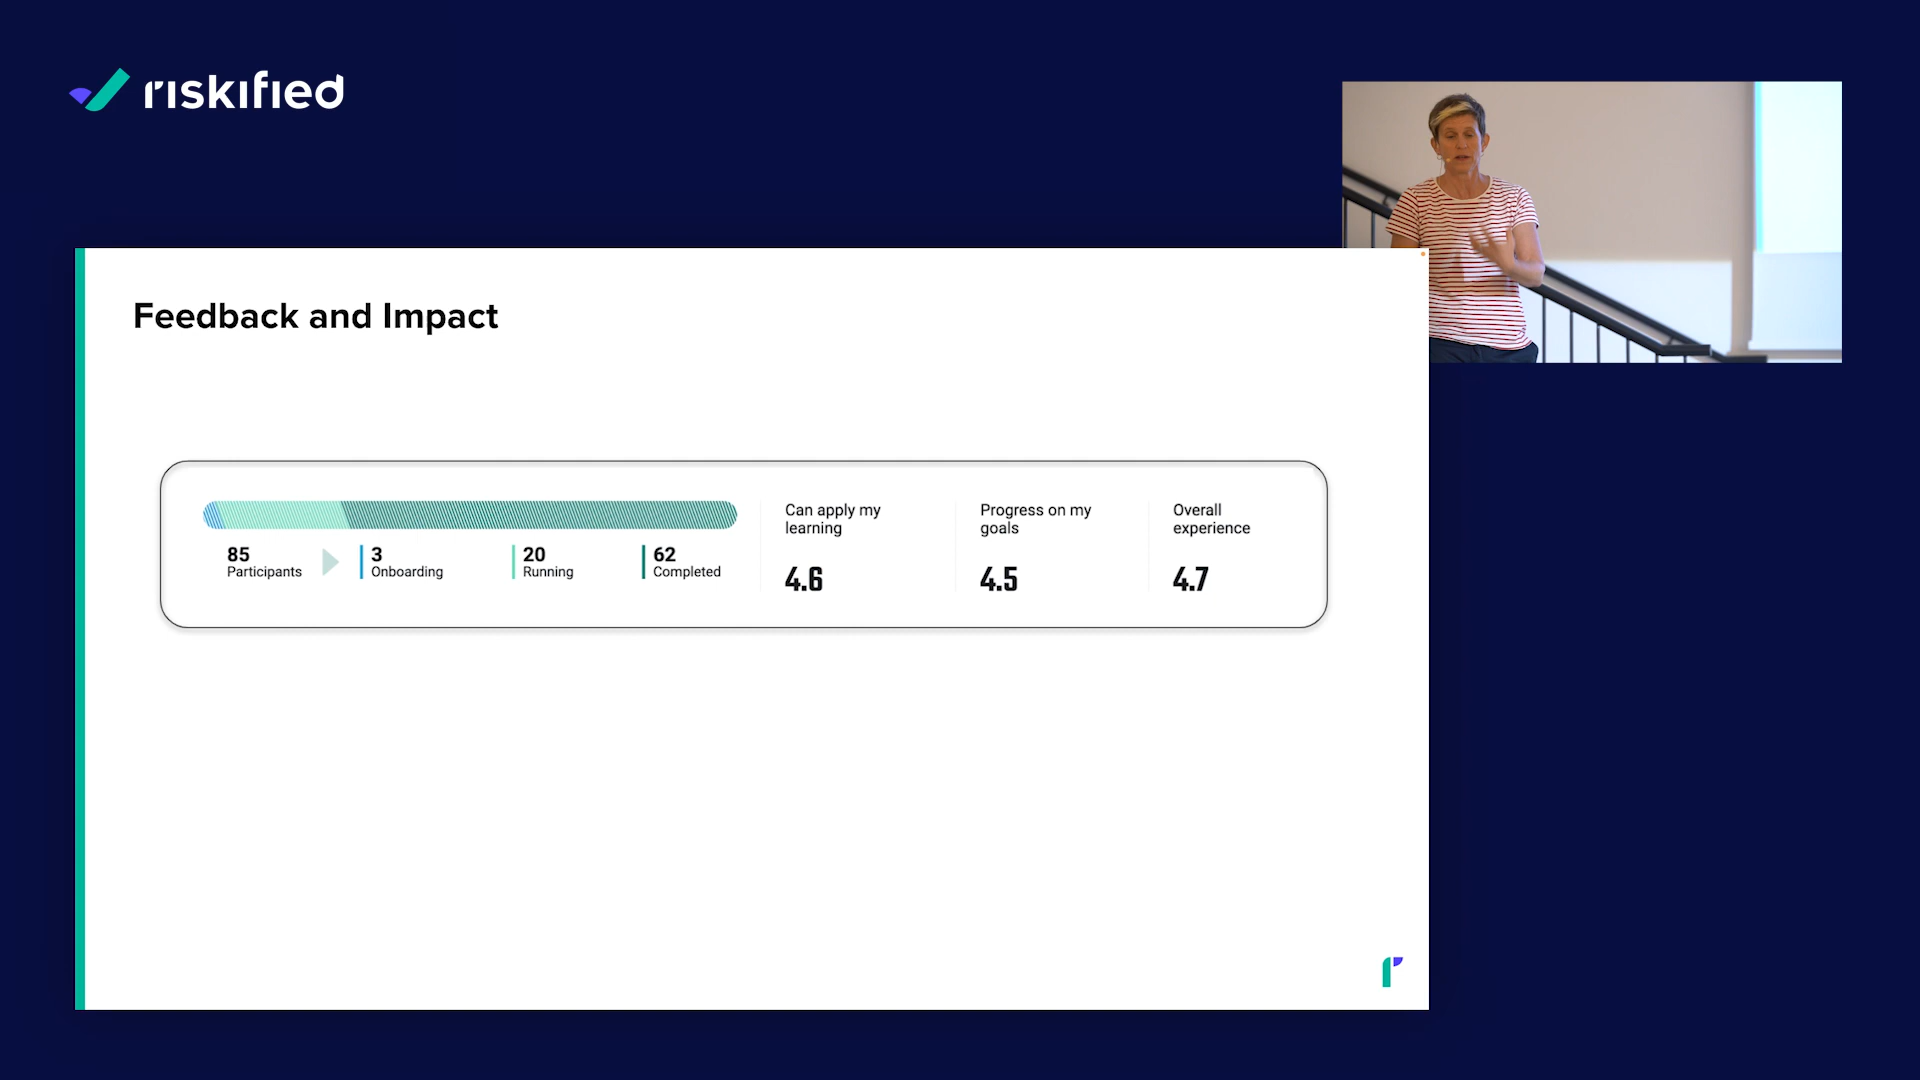 riskified
Feedback and Impact
85
Participants
3
Onboarding
20
Running
62
Completed
Can apply my
learning
4.6
Progress on my
goals
4.5
Overall
experience
4.7